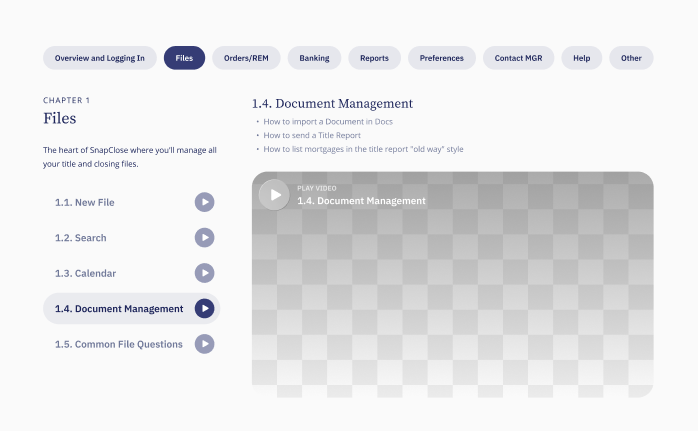 Overview and Logging In
Files
Orders/REM
Banking
Reports
Preferences
Contact MGR
Help
Other
CHAPTER 1
Files
The heart of SnapClose where you'll manage all
your title and closing files.
1.1. New File
1.2. Search
1.3. Calendar
1.4. Document Management
1.5. Common File Questions
1.4. Document Management
• How to import a Document in Docs
• How to send a Title Report
• How to list mortgages in the title report "old way" style
PLAY VIDEO
1.4. Document Management